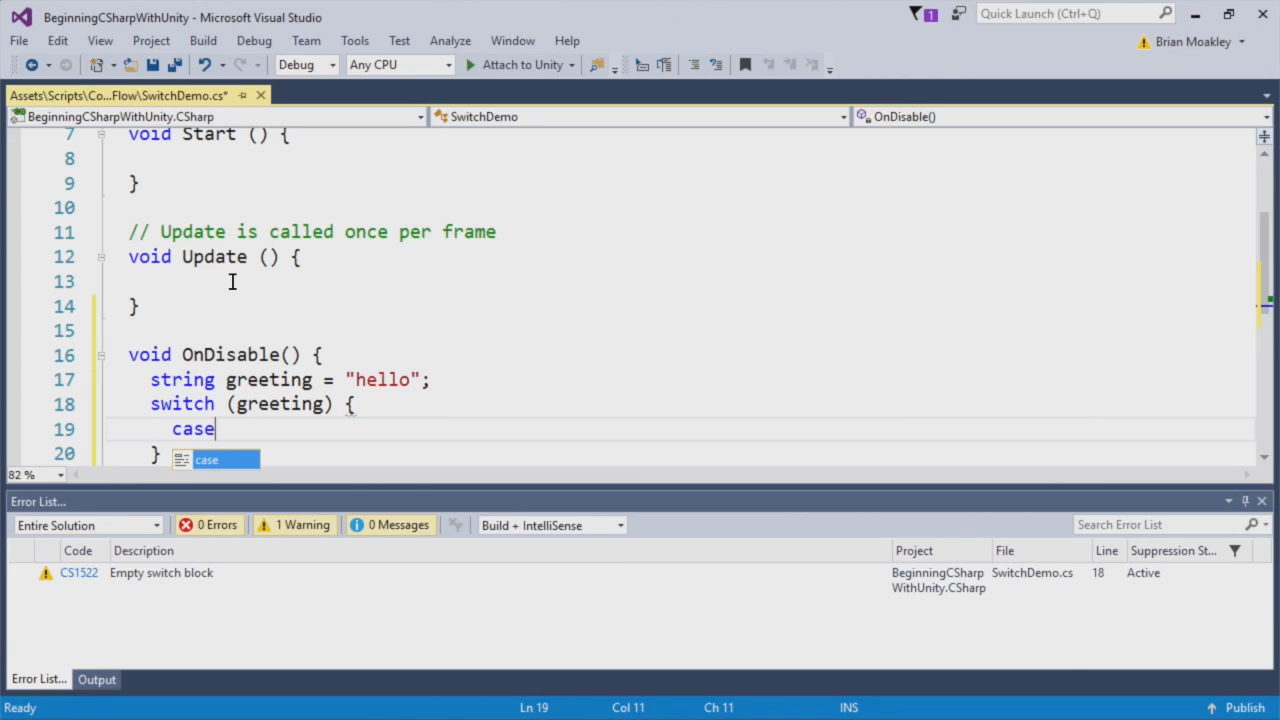 BeginningCSharpWithUnity - Microsoft Visual Studio
1
Quick Launch (Ctrl+Q)
File Edit View Project Build Debug Team Tools Test Analyze Window Help
Brian Moakley
Debug Any CPU Attach to Unity
Assets\Scripts\Co...Flow\SwitchDemo.cs*
BeginningCSharpWithUnity.CSharp SwitchDemo OnDisable()
7 void Start () {
8
9 }
10
11 // Update is called once per frame
12 void Update () {
13
14 }
15
16 void OnDisable() {
17 string greeting = "hello";
18 switch (greeting) {
19 case
20 }
case
82 %
Error List...
Entire Solution 0 Errors 1 Warning 0 Messages Build + IntelliSense Search Error List
Code Description Project File Line Suppression St...
CS1522 Empty switch block BeginningCSharp SwitchDemo.cs 18 Active
WithUnity.CSharp
Error List... Output
Ready Ln 19 Col 11 Ch 11 INS Publish